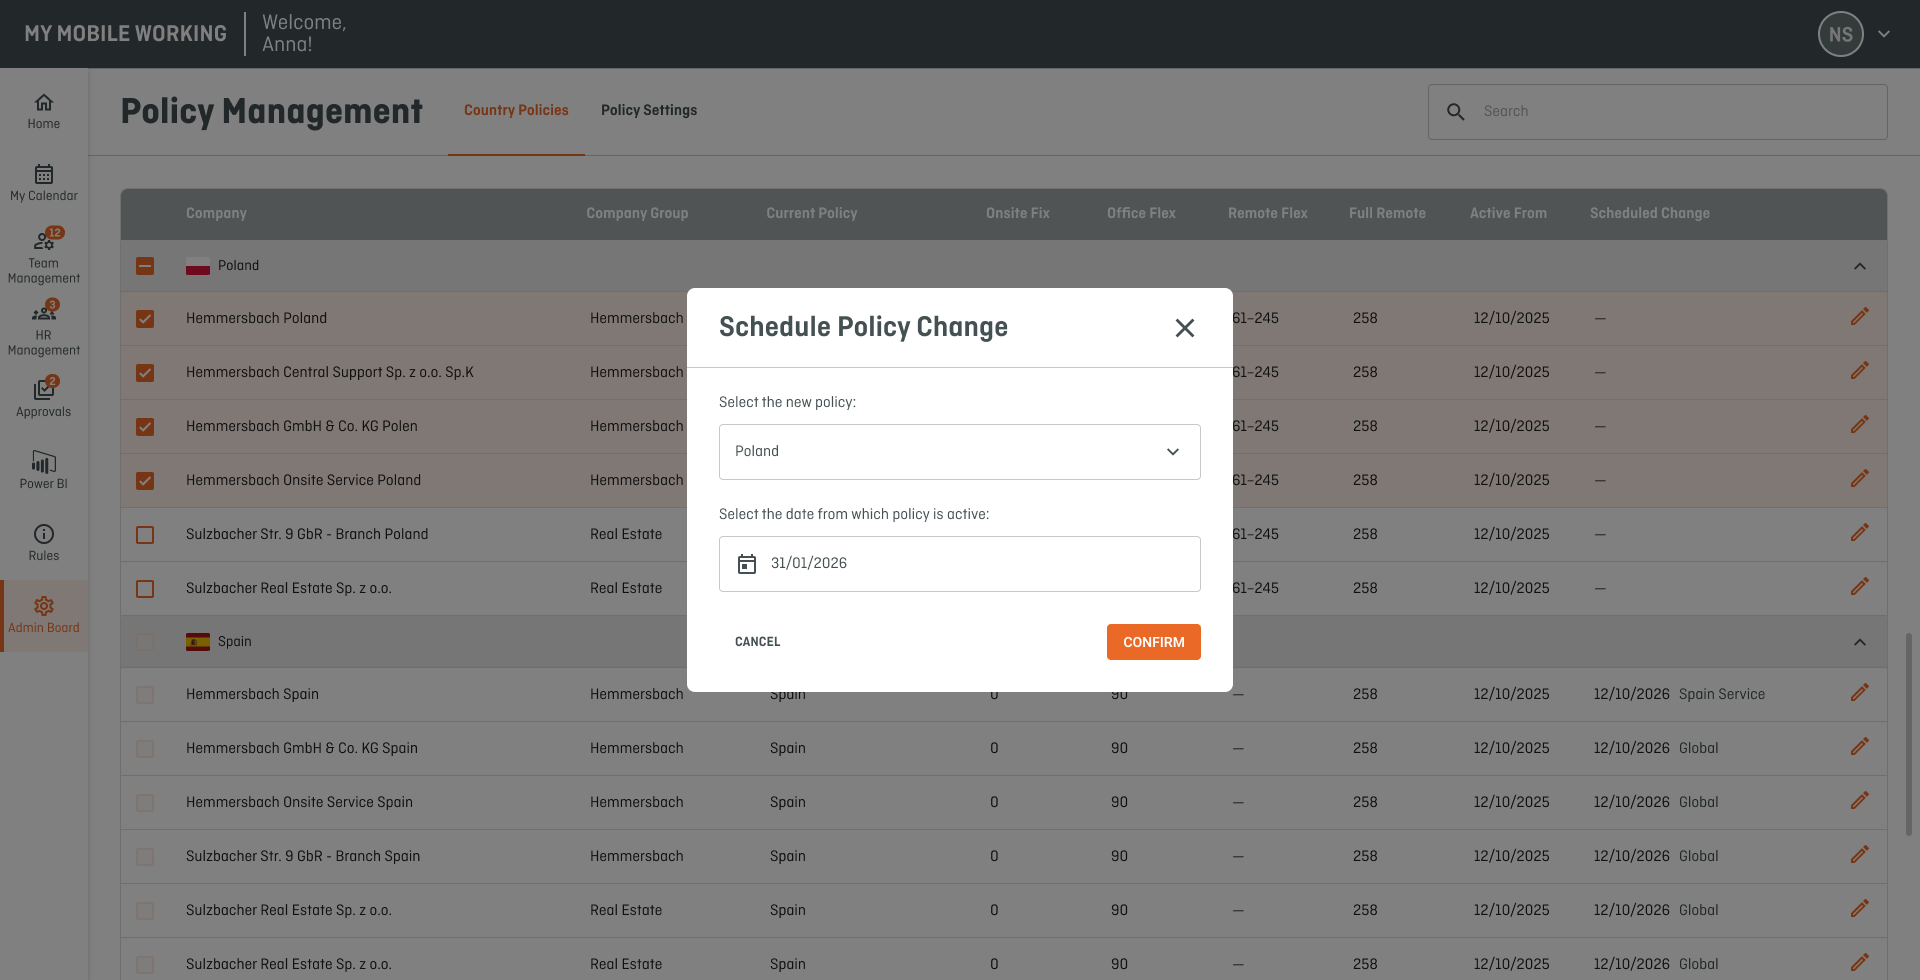 MY MOBILE WORKING
Welcome,
Anna!
NS
Home
My Calendar
12
Team
Management
3
HR
Management
2
Approvals
Power BI
Rules
Admin Board
Policy Management
Country Policies
Policy Settings
Search
Company Company Group Current Policy Onsite Fix Office Flex Remote Flex Full Remote Active From Scheduled Change
Poland
Hemmersbach Poland Hemmersbach 61–245 258 12/10/2025 —
Hemmersbach Central Support Sp. z o.o. Sp.K Hemmersbach 61–245 258 12/10/2025 —
Hemmersbach GmbH & Co. KG Polen Hemmersbach 61–245 258 12/10/2025 —
Hemmersbach Onsite Service Poland Hemmersbach 61–245 258 12/10/2025 —
Sulzbacher Str. 9 GbR - Branch Poland Real Estate 61–245 258 12/10/2025 —
Sulzbacher Real Estate Sp. z o.o. Real Estate 61–245 258 12/10/2025 —
Spain
Hemmersbach Spain Hemmersbach Spain 0 90 — 258 12/10/2025 12/10/2026 Spain Service
Hemmersbach GmbH & Co. KG Spain Hemmersbach Spain 0 90 — 258 12/10/2025 12/10/2026 Global
Hemmersbach Onsite Service Spain Hemmersbach Spain 0 90 — 258 12/10/2025 12/10/2026 Global
Sulzbacher Str. 9 GbR - Branch Spain Hemmersbach Spain 0 90 — 258 12/10/2025 12/10/2026 Global
Sulzbacher Real Estate Sp. z o.o. Real Estate Spain 0 90 — 258 12/10/2025 12/10/2026 Global
Sulzbacher Real Estate Sp. z o.o. Real Estate Spain 0 90 — 258 12/10/2025 12/10/2026 Global
Schedule Policy Change
Select the new policy:
Poland
Select the date from which policy is active:
31/01/2026
CANCEL
CONFIRM